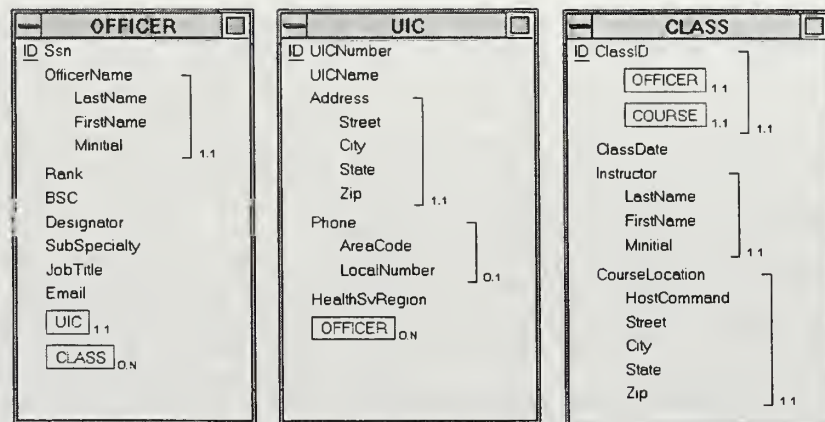 OFFICER
ID Ssn
OfficerName
LastName
FirstName
Minitial
1.1
Rank
BSC
Designator
SubSpecialty
JobTitle
Email
UIC 1.1
CLASS 0.N
UIC
ID UICNumber
UICName
Address
Street
City
State
Zip
1.1
Phone
AreaCode
LocalNumber
0.1
HealthSvRegion
OFFICER 0.N
CLASS
ID ClassID
OFFICER 1.1
COURSE 1.1
1.1
ClassDate
Instructor
LastName
FirstName
Minitial
1.1
CourseLocation
HostCommand
Street
City
State
Zip
1.1